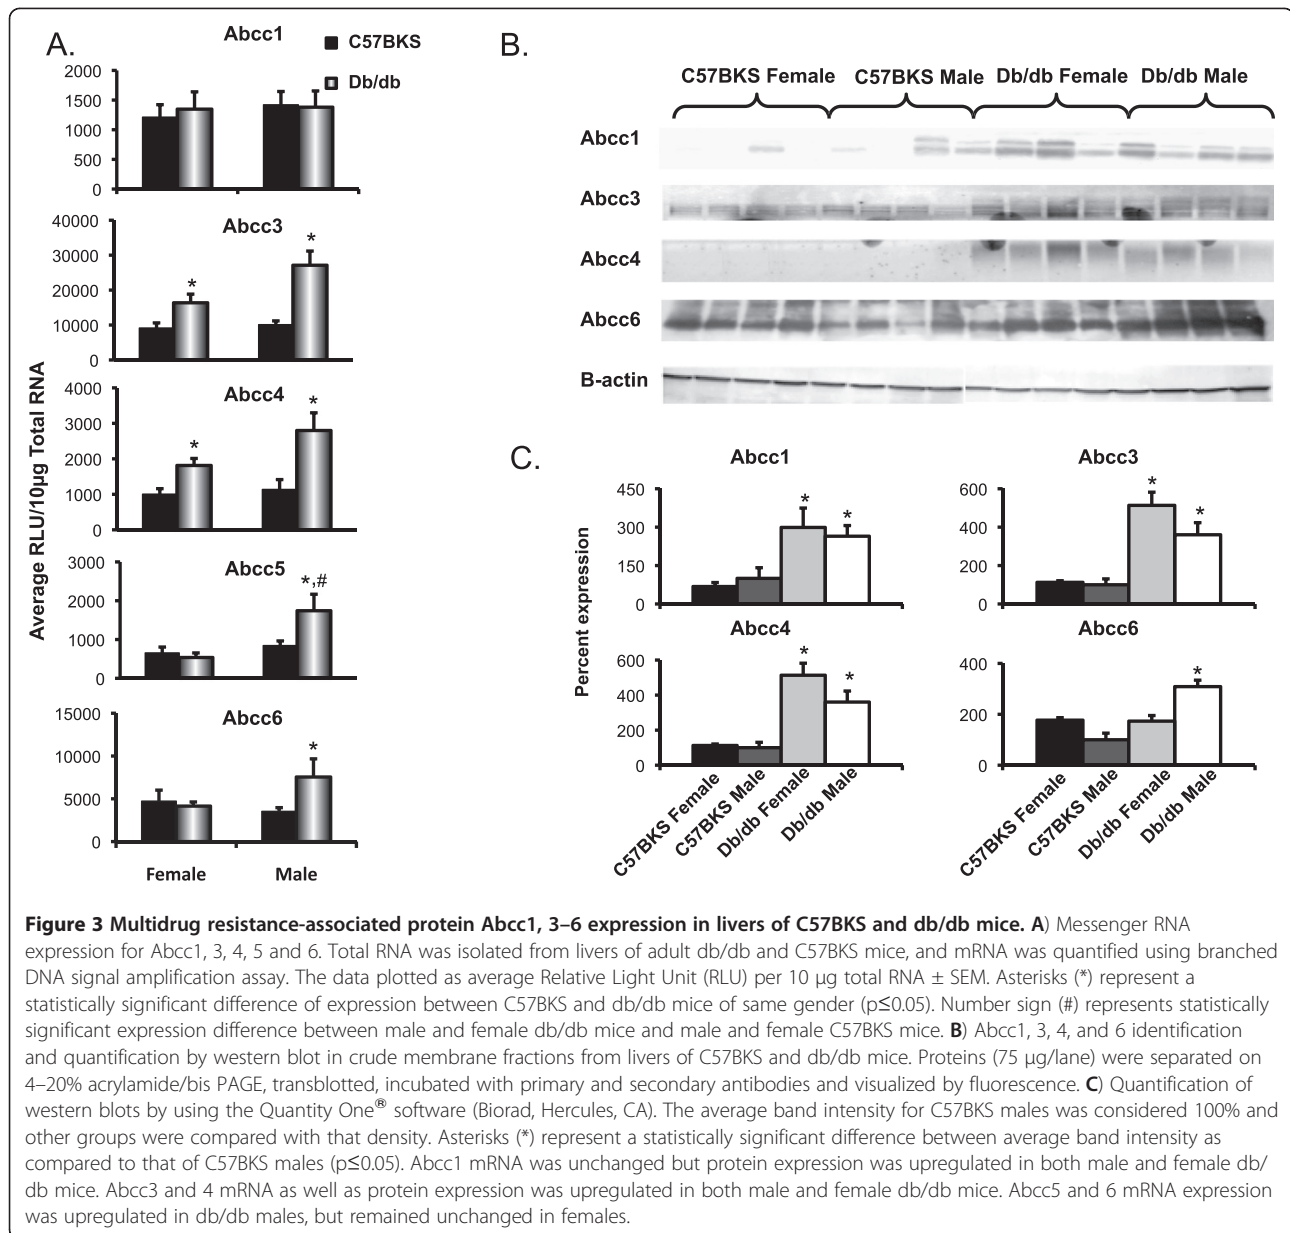 A.
Abcc1
C57BKS
Db/db
2000
1500
1000
500
0
Abcc3
40000
30000
20000
10000
0
*
*
Abcc4
4000
3000
2000
1000
0
*
*
Abcc5
3000
2000
1000
0
*,#
Abcc6
15000
10000
5000
0
*
Female Male
Average RLU/10µg Total RNA
B.
C57BKS Female C57BKS Male Db/db Female Db/db Male
Abcc1
Abcc3
Abcc4
Abcc6
B-actin
C.
Percent expression
Abcc1
450
300
150
0
*
*
Abcc3
600
400
200
0
*
*
Abcc4
600
400
200
0
*
*
C57BKS Female
C57BKS Male
Db/db Female
Db/db Male
Abcc6
400
200
0
*
C57BKS Female
C57BKS Male
Db/db Female
Db/db Male
Figure 3 Multidrug resistance-associated protein Abcc1, 3–6 expression in livers of C57BKS and db/db mice. A) Messenger RNA
expression for Abcc1, 3, 4, 5 and 6. Total RNA was isolated from livers of adult db/db and C57BKS mice, and mRNA was quantified using branched
DNA signal amplification assay. The data plotted as average Relative Light Unit (RLU) per 10 µg total RNA ± SEM. Asterisks (*) represent a
statistically significant difference of expression between C57BKS and db/db mice of same gender (p≤0.05). Number sign (#) represents statistically
significant expression difference between male and female db/db mice and male and female C57BKS mice. B) Abcc1, 3, 4, and 6 identification
and quantification by western blot in crude membrane fractions from livers of C57BKS and db/db mice. Proteins (75 µg/lane) were separated on
4–20% acrylamide/bis PAGE, transblotted, incubated with primary and secondary antibodies and visualized by fluorescence. C) Quantification of
western blots by using the Quantity One® software (Biorad, Hercules, CA). The average band intensity for C57BKS males was considered 100% and
other groups were compared with that density. Asterisks (*) represent a statistically significant difference between average band intensity as
compared to that of C57BKS males (p≤0.05). Abcc1 mRNA was unchanged but protein expression was upregulated in both male and female db/
db mice. Abcc3 and 4 mRNA as well as protein expression was upregulated in both male and female db/db mice. Abcc5 and 6 mRNA expression
was upregulated in db/db males, but remained unchanged in females.